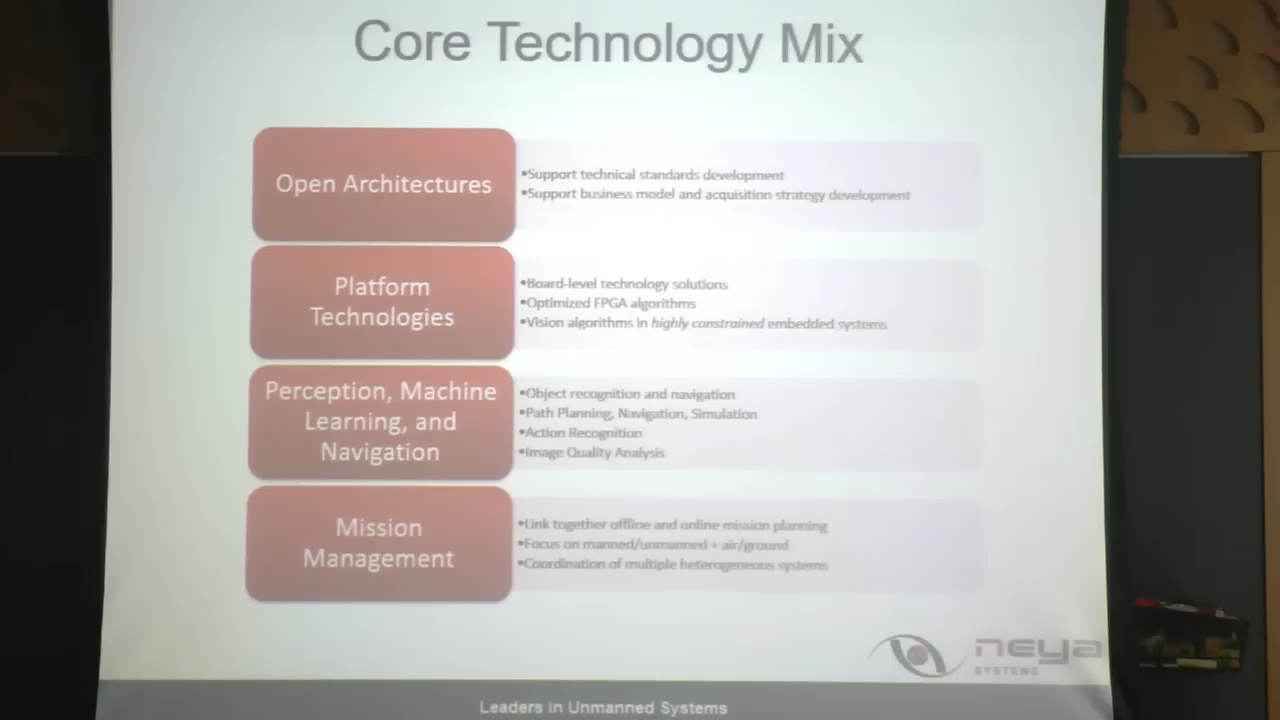 Core Technology Mix
Open Architectures
•Support technical standards development
•Support business model and acquisition strategy development
Platform
Technologies
•Board-level technology solutions
•Optimized FPGA algorithms
•Vision algorithms in highly constrained embedded systems
Perception, Machine
Learning, and
Navigation
•Object recognition and navigation
•Path Planning, Navigation, Simulation
•Action Recognition
•Image Quality Analysis
Mission
Management
•Link together offline and online mission planning
•Focus on manned/unmanned + air/ground
•Coordination of multiple heterogeneous systems
neya
SYSTEMS
Leaders in Unmanned Systems